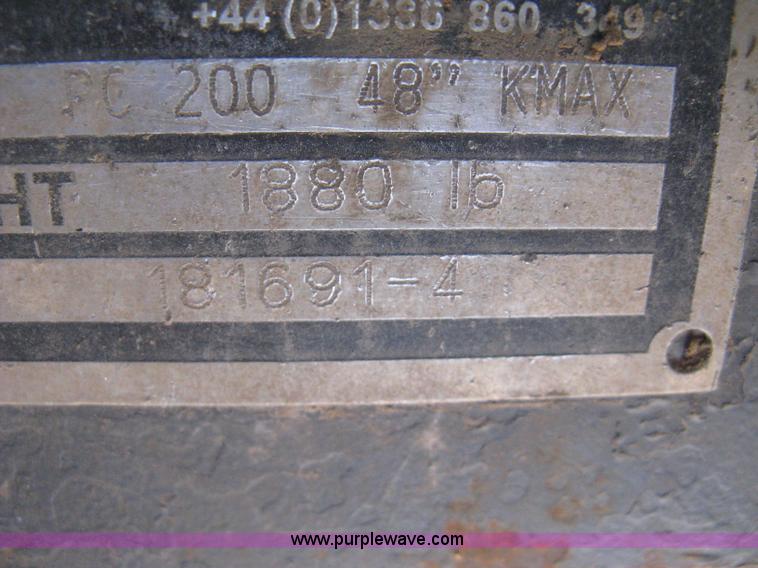 +44 (0)1386 860 349
PC 200 48" KMAX
HT 1880 lb
181691-4
www.purplewave.com